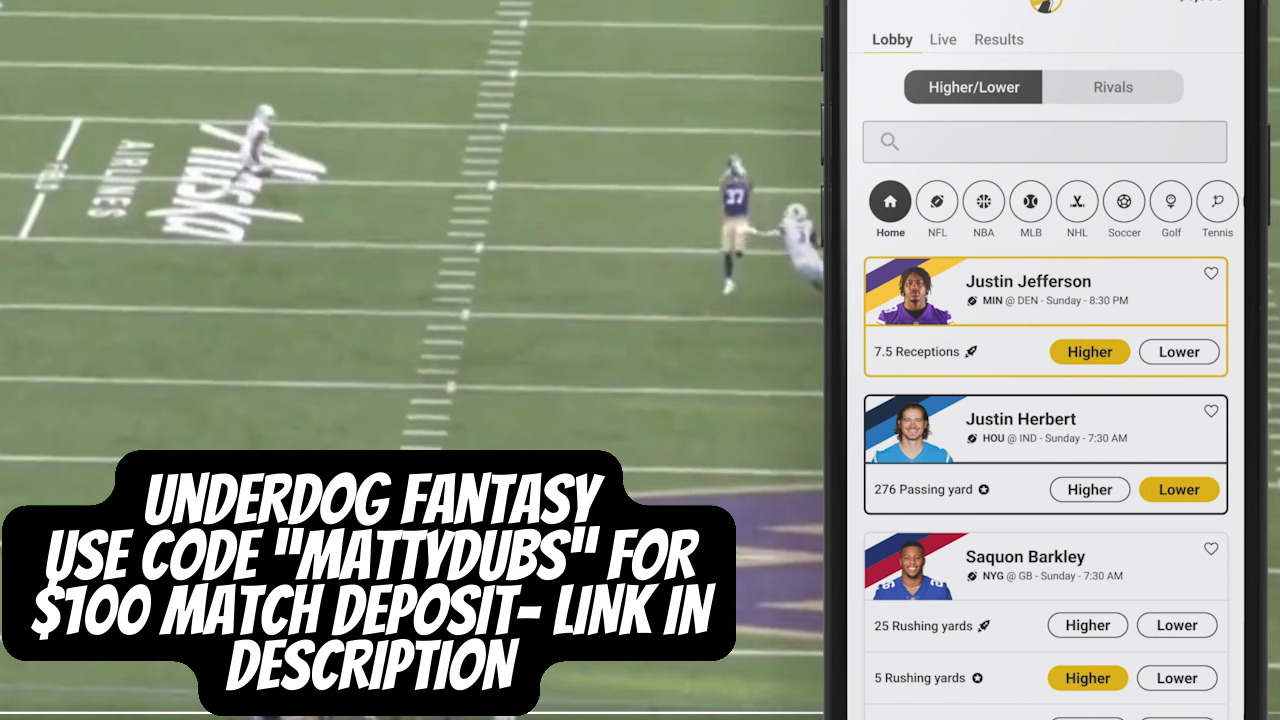 Lobby Live Results
Higher/Lower Rivals
Home NFL NBA MLB NHL Soccer Golf Tennis
Justin Jefferson
MIN @ DEN - Sunday - 8:30 PM
7.5 Receptions Higher Lower
Justin Herbert
HOU @ IND - Sunday - 7:30 AM
276 Passing yard Higher Lower
Saquon Barkley
NYG @ GB - Sunday - 7:30 AM
25 Rushing yards Higher Lower
5 Rushing yards Higher Lower
AIRLINES
37
UNDERDOG FANTASY
USE CODE "MATTYDUBS" FOR
$100 MATCH DEPOSIT- LINK IN
DESCRIPTION